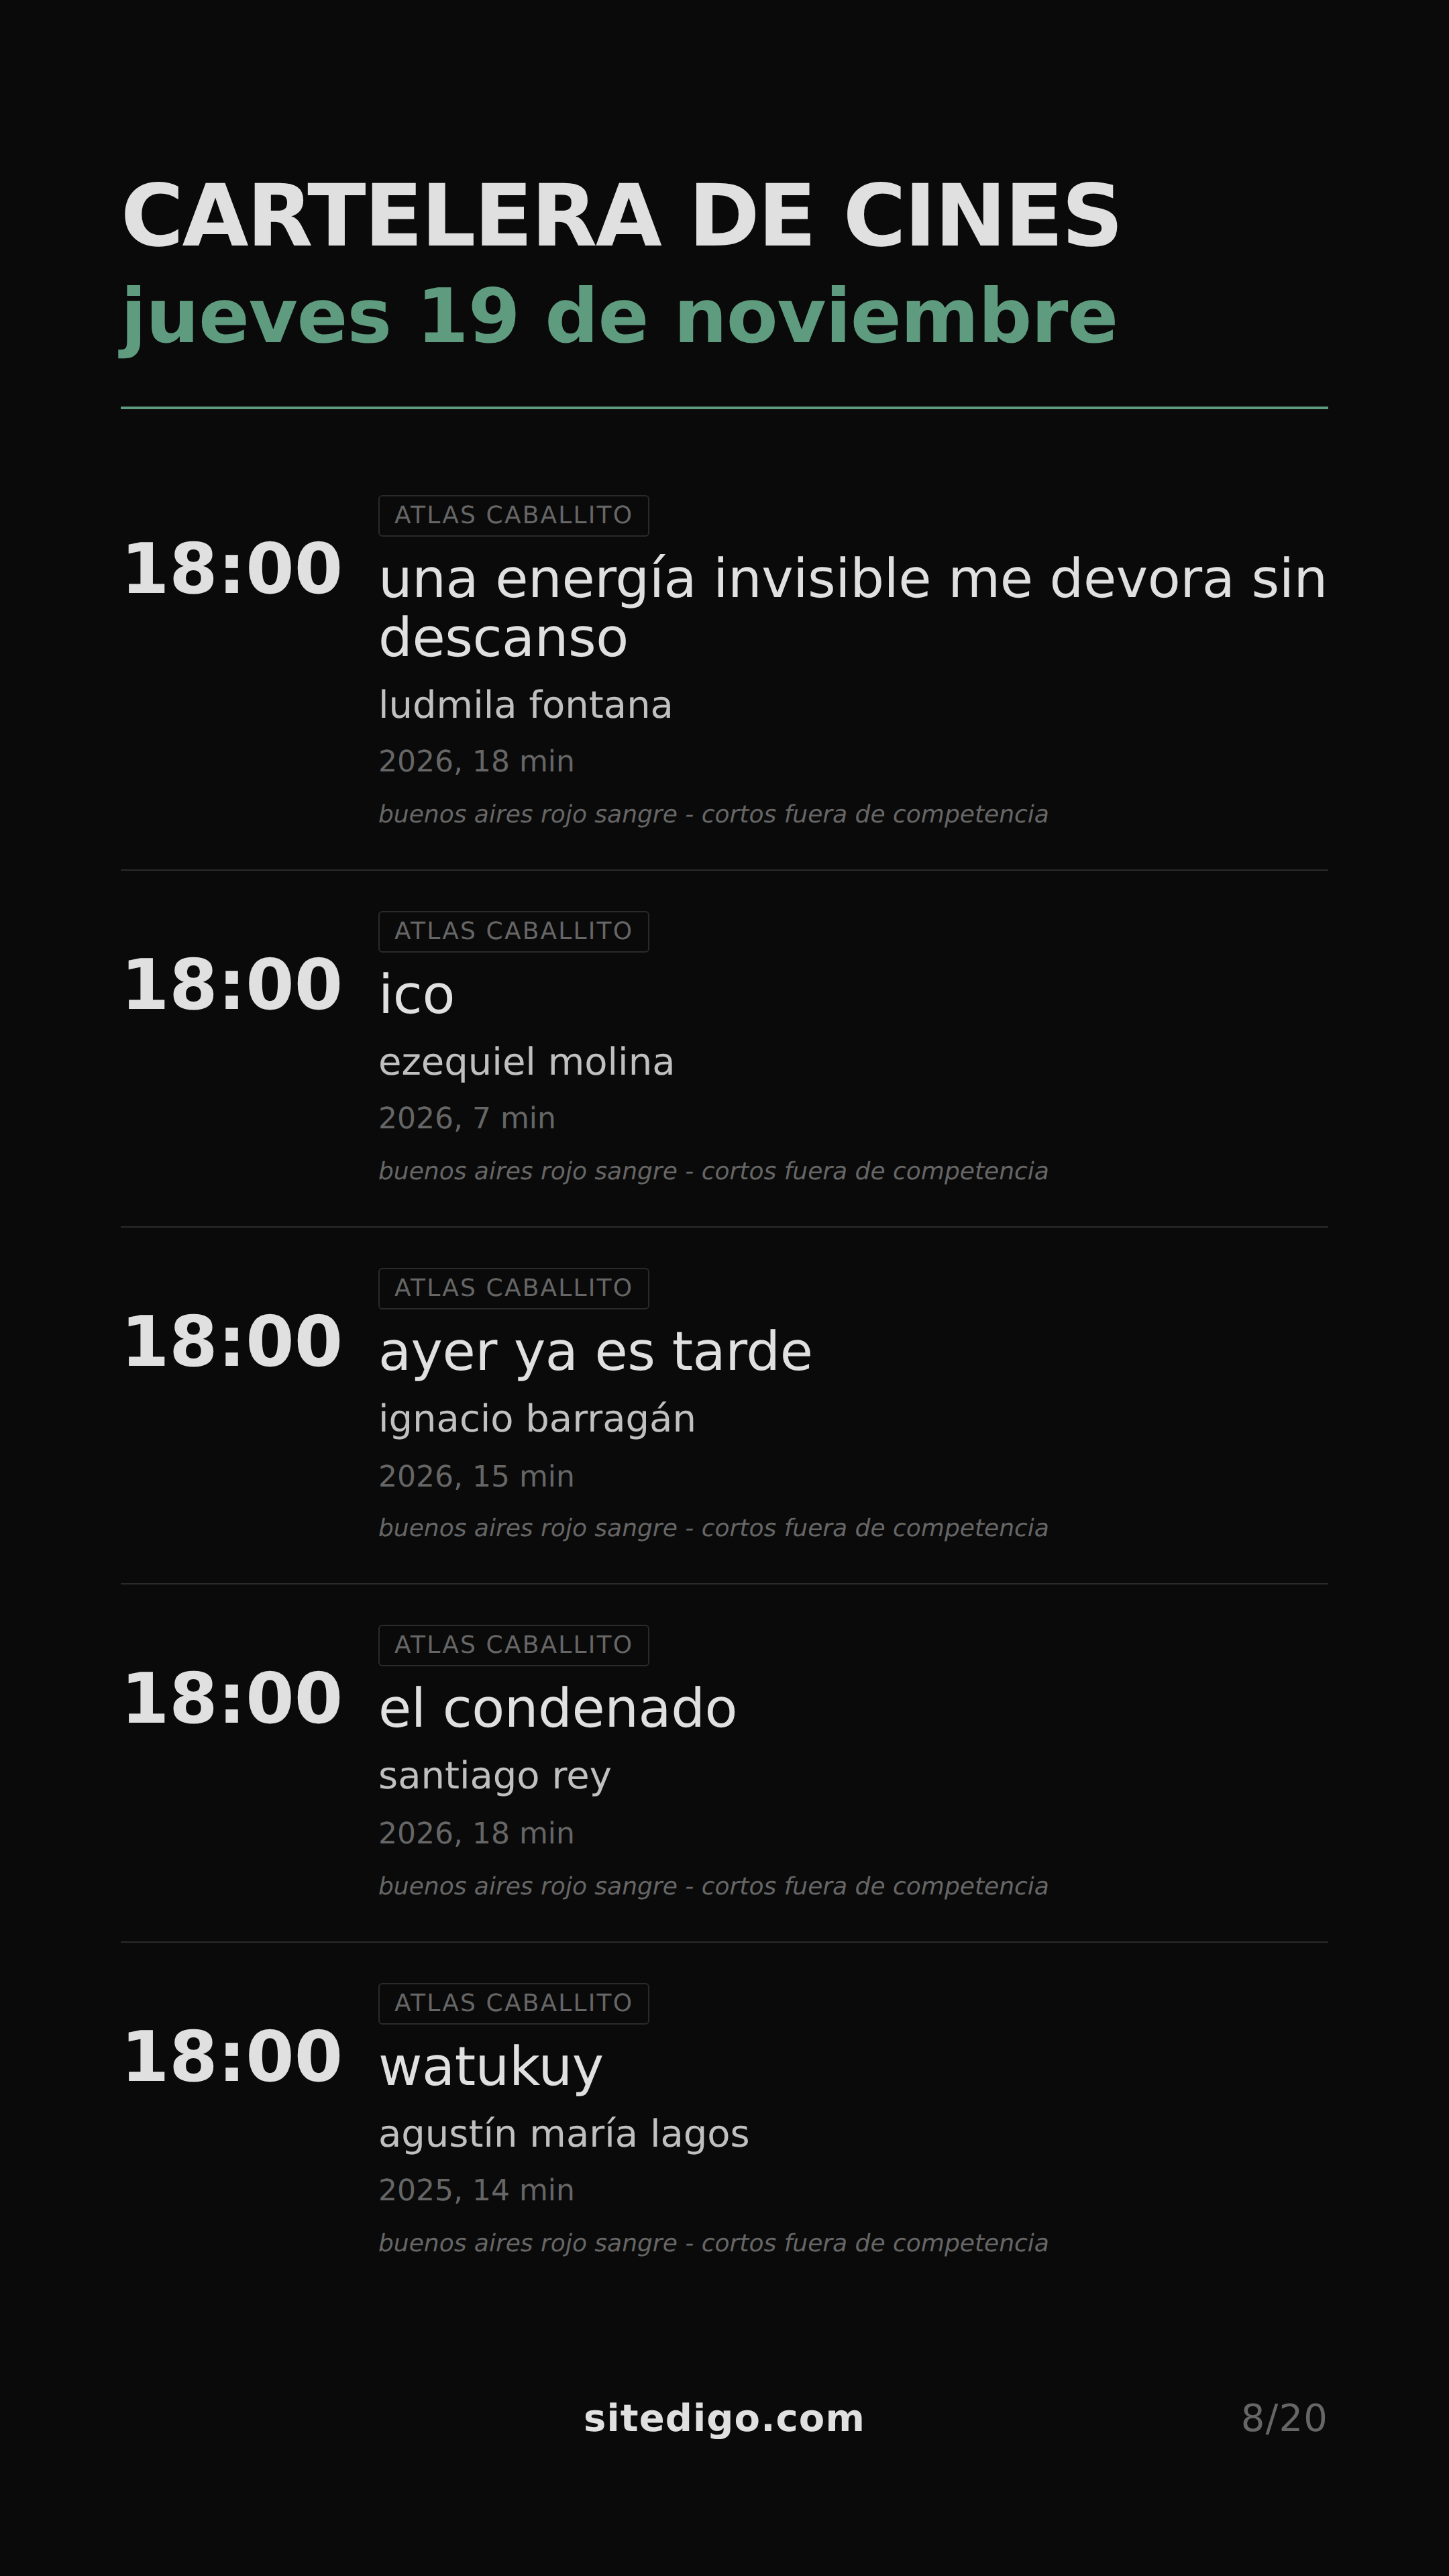 CARTELERA DE CINES
jueves 19 de noviembre
ATLAS CABALLITO
18:00
una energía invisible me devora sin
descanso
ludmila fontana
2026, 18 min
buenos aires rojo sangre - cortos fuera de competencia
ATLAS CABALLITO
18:00
ico
ezequiel molina
2026, 7 min
buenos aires rojo sangre - cortos fuera de competencia
ATLAS CABALLITO
18:00
ayer ya es tarde
ignacio barragán
2026, 15 min
buenos aires rojo sangre - cortos fuera de competencia
ATLAS CABALLITO
18:00
el condenado
santiago rey
2026, 18 min
buenos aires rojo sangre - cortos fuera de competencia
ATLAS CABALLITO
18:00
watukuy
agustín maría lagos
2025, 14 min
buenos aires rojo sangre - cortos fuera de competencia
sitedigo.com
8/20